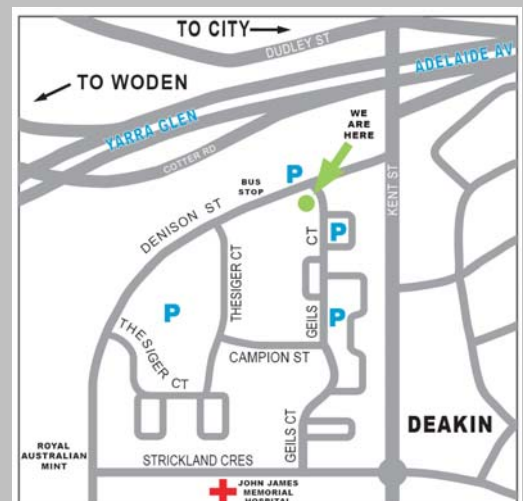 TO CITY
DUDLEY ST
ADELAIDE AV
TO WODEN
YARRA GLEN
WE
ARE
HERE
COTTER RD
P
BUS
STOP
KENT ST
DENISON ST
CT
P
THESIGER CT
GEILS
P
P
THESIGER
CT
CAMPION ST
GEILS CT
DEAKIN
ROYAL
AUSTRALIAN
MINT
STRICKLAND CRES
JOHN JAMES
MEMORIAL
HOSPITAL